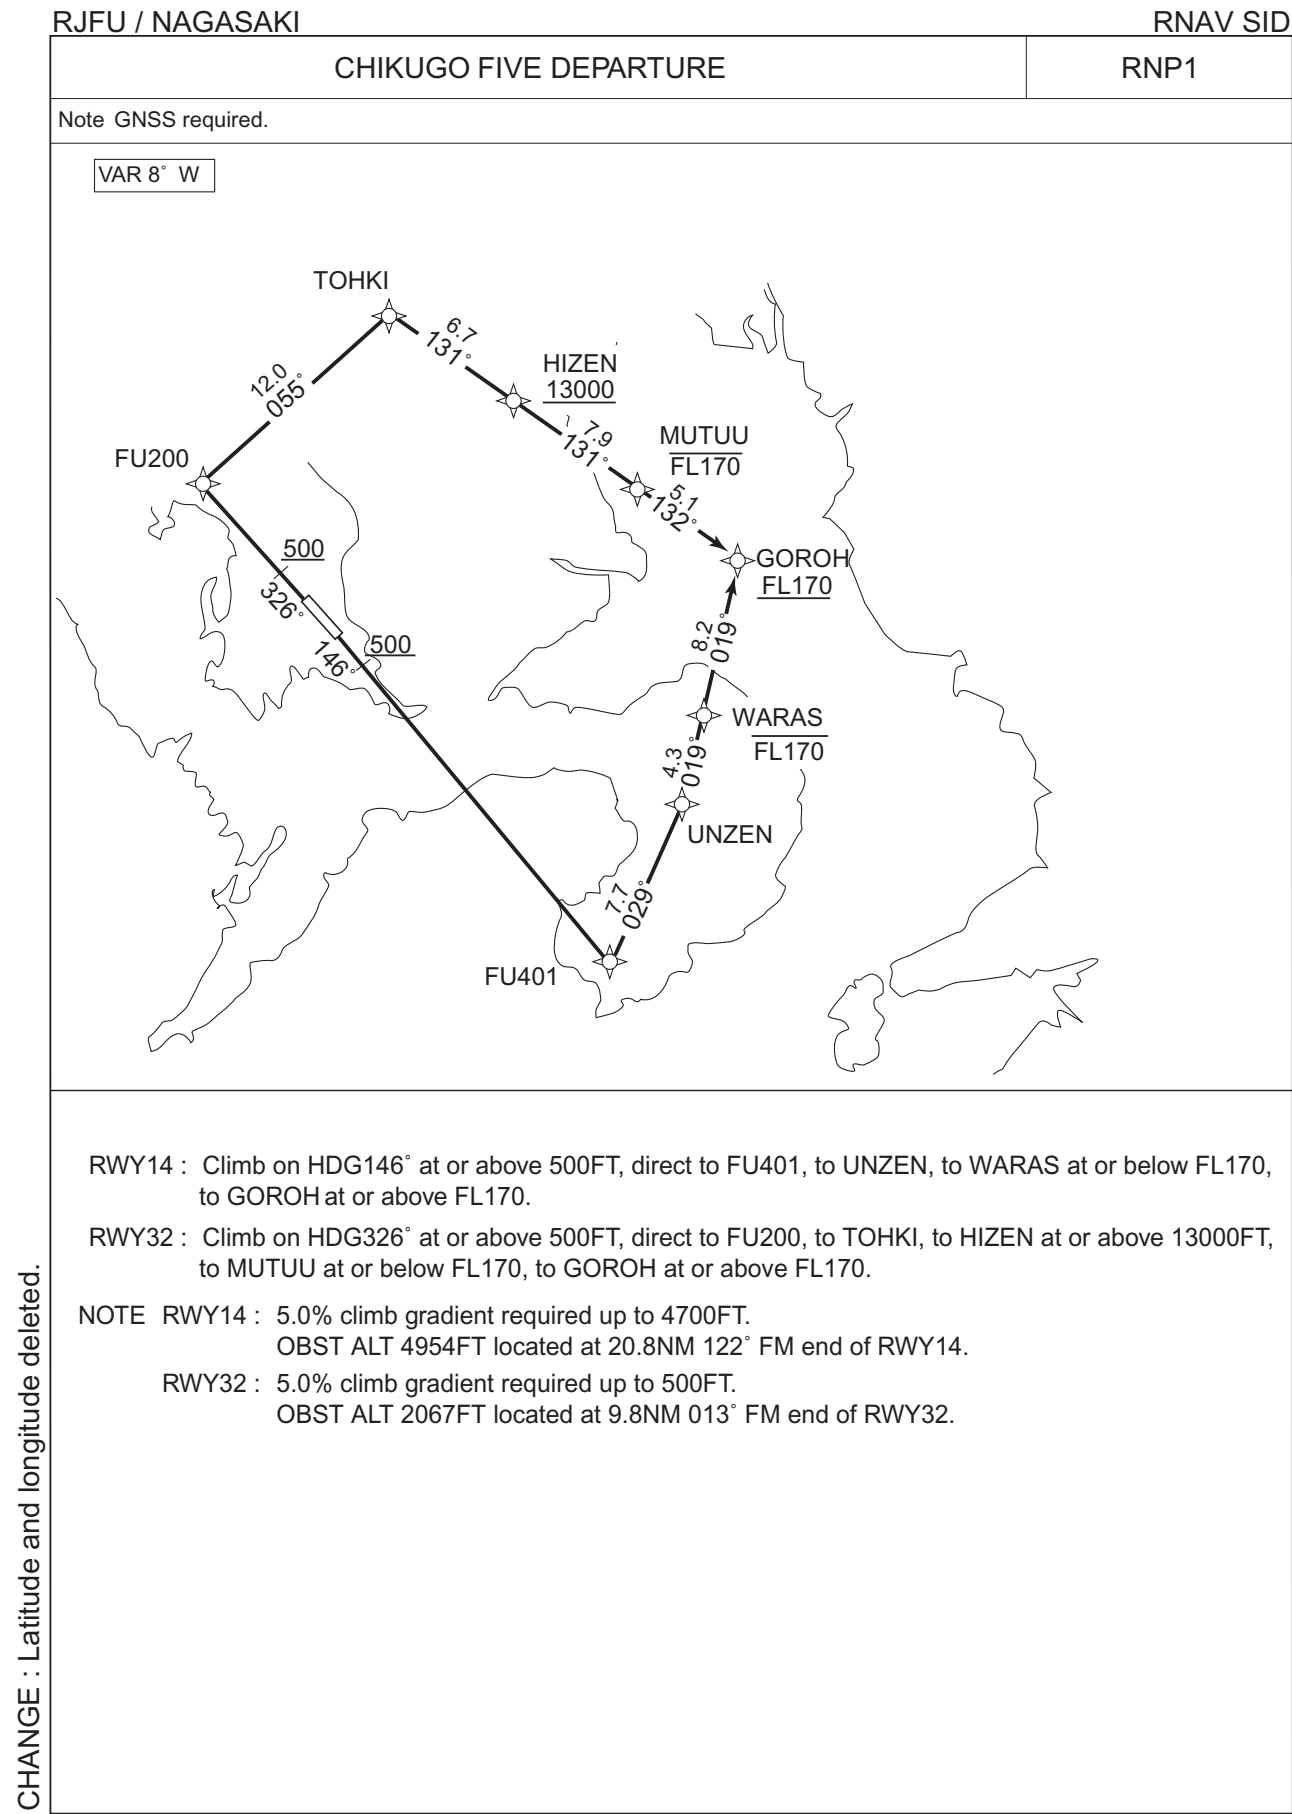 RJFU / NAGASAKI
RNAV SID
CHIKUGO FIVE DEPARTURE
RNP1
Note GNSS required.
VAR 8° W
TOHKI
6.7
131°
HIZEN
13000
12.0
055°
7.9
131°
MUTUU
FL170
FU200
5.1
132°
500
GOROH
FL170
326°
8.2
019°
500
146°
WARAS
FL170
4.3
019°
UNZEN
7.7
029°
FU401
RWY14 : Climb on HDG146° at or above 500FT, direct to FU401, to UNZEN, to WARAS at or below FL170,
to GOROH at or above FL170.
RWY32 : Climb on HDG326° at or above 500FT, direct to FU200, to TOHKI, to HIZEN at or above 13000FT,
to MUTUU at or below FL170, to GOROH at or above FL170.
NOTE RWY14 : 5.0% climb gradient required up to 4700FT.
OBST ALT 4954FT located at 20.8NM 122° FM end of RWY14.
RWY32 : 5.0% climb gradient required up to 500FT.
OBST ALT 2067FT located at 9.8NM 013° FM end of RWY32.
CHANGE : Latitude and longitude deleted.